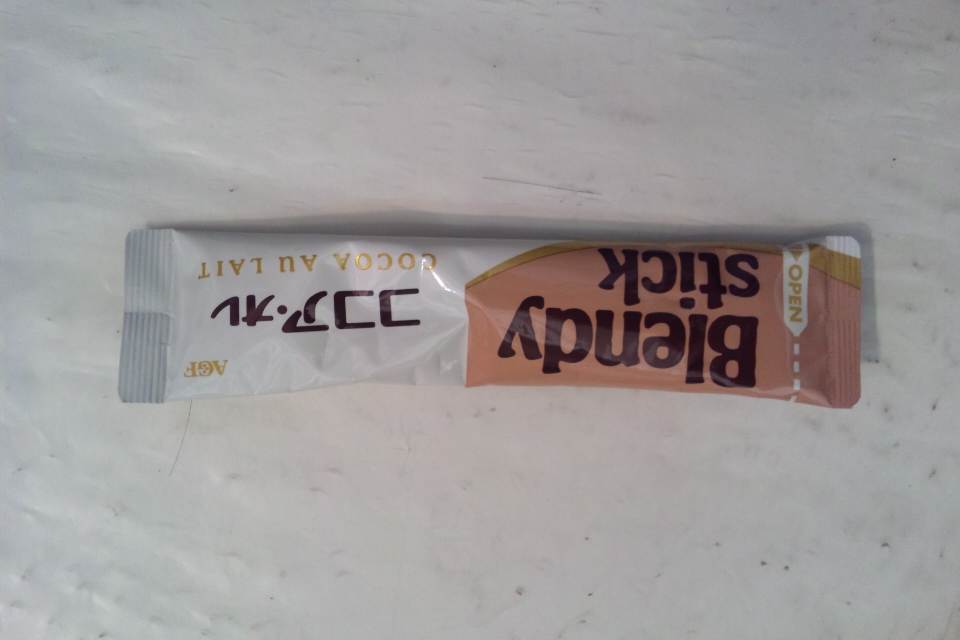 OPEN
Blendy
stick
AGF
ココア・オレ
COCOA AU LAIT